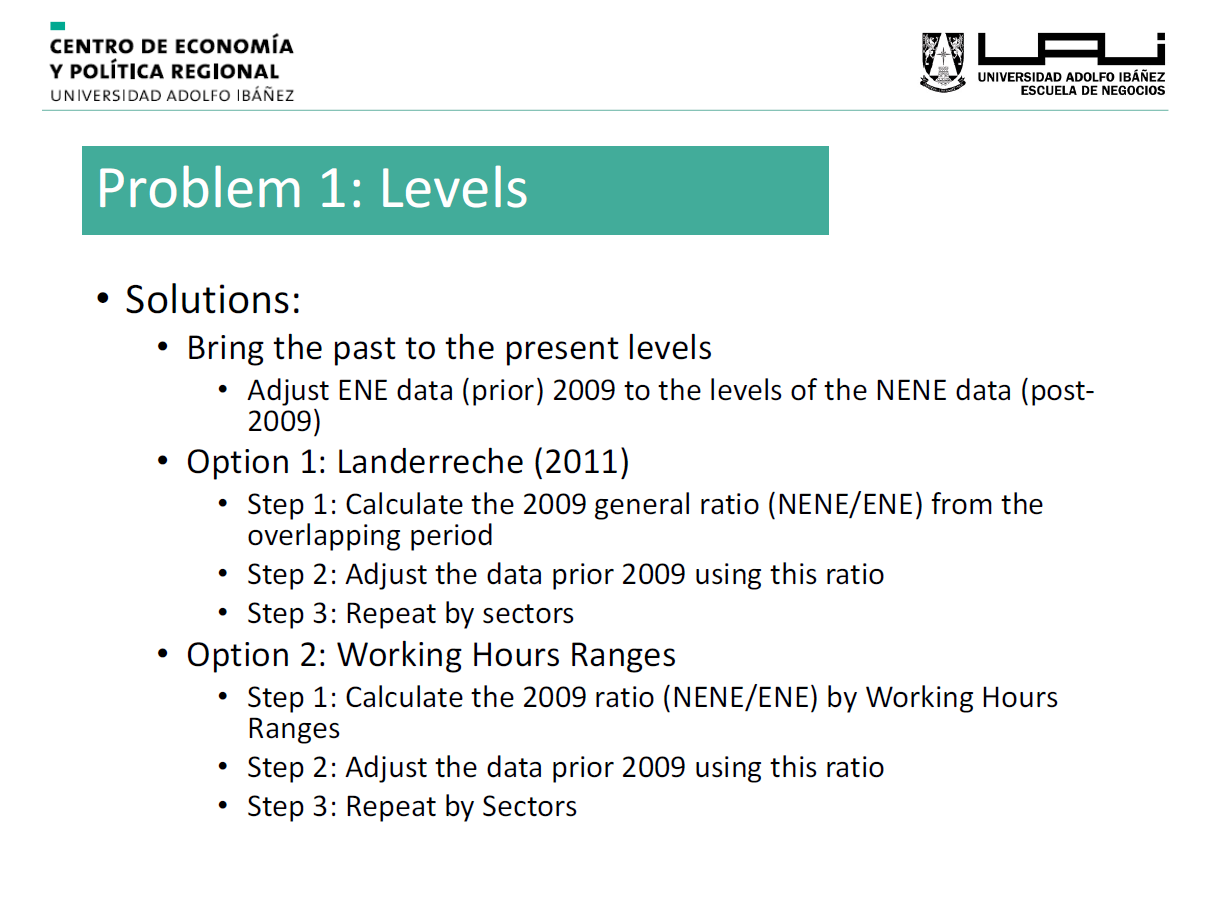 CENTRO DE ECONOMÍA
Y POLÍTICA REGIONAL
UNIVERSIDAD ADOLFO IBÁÑEZ
UAI
UNIVERSIDAD ADOLFO IBÁÑEZ
ESCUELA DE NEGOCIOS
Problem 1: Levels
• Solutions:
• Bring the past to the present levels
• Adjust ENE data (prior) 2009 to the levels of the NENE data (post-
2009)
• Option 1: Landerreche (2011)
• Step 1: Calculate the 2009 general ratio (NENE/ENE) from the
overlapping period
• Step 2: Adjust the data prior 2009 using this ratio
• Step 3: Repeat by sectors
• Option 2: Working Hours Ranges
• Step 1: Calculate the 2009 ratio (NENE/ENE) by Working Hours
Ranges
• Step 2: Adjust the data prior 2009 using this ratio
• Step 3: Repeat by Sectors